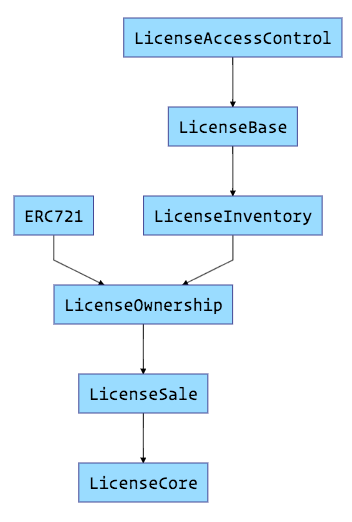 LicenseAccessControl
LicenseBase
ERC721
LicenseInventory
LicenseOwnership
LicenseSale
LicenseCore